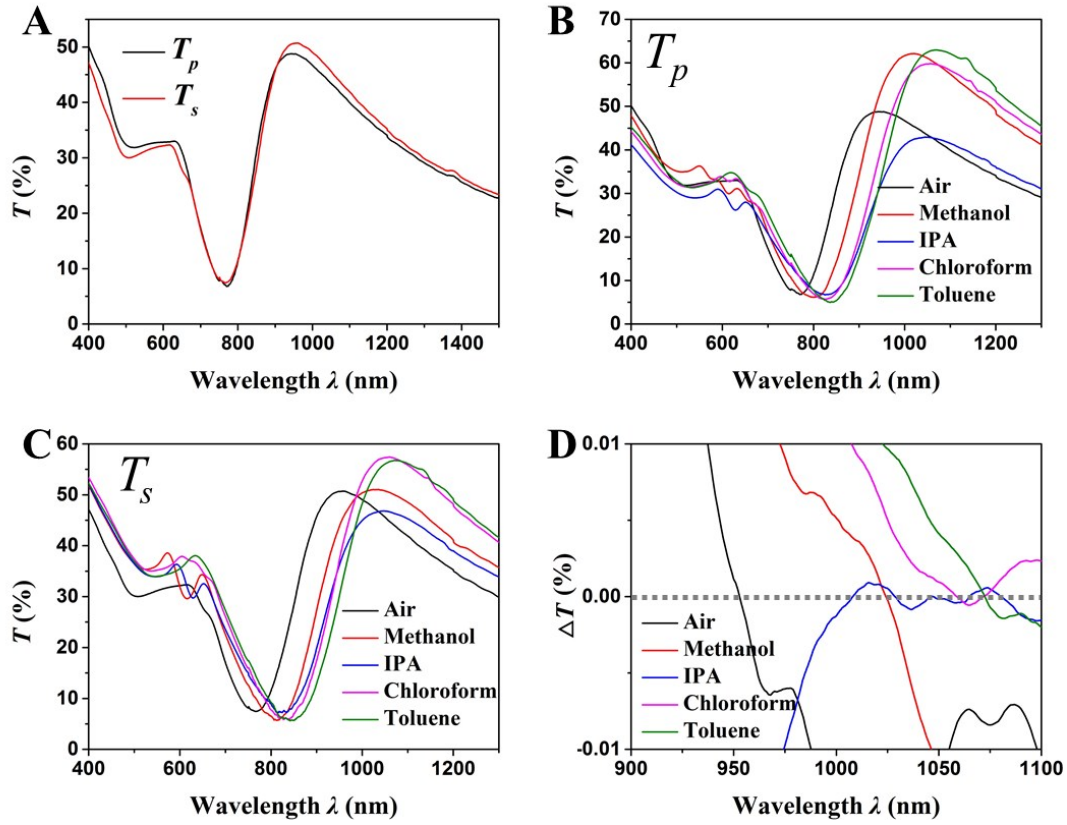 A
T_p
T_s
T (%)
50
40
30
20
10
0
400 600 800 1000 1200 1400
Wavelength λ (nm)
B
T_p
T (%)
70
60
50
40
30
20
10
0
Air
Methanol
IPA
Chloroform
Toluene
400 600 800 1000 1200
Wavelength λ (nm)
C
T_s
T (%)
60
50
40
30
20
10
0
Air
Methanol
IPA
Chloroform
Toluene
400 600 800 1000 1200
Wavelength λ (nm)
D
△T (%)
0.01
0.00
-0.01
Air
Methanol
IPA
Chloroform
Toluene
900 950 1000 1050 1100
Wavelength λ (nm)